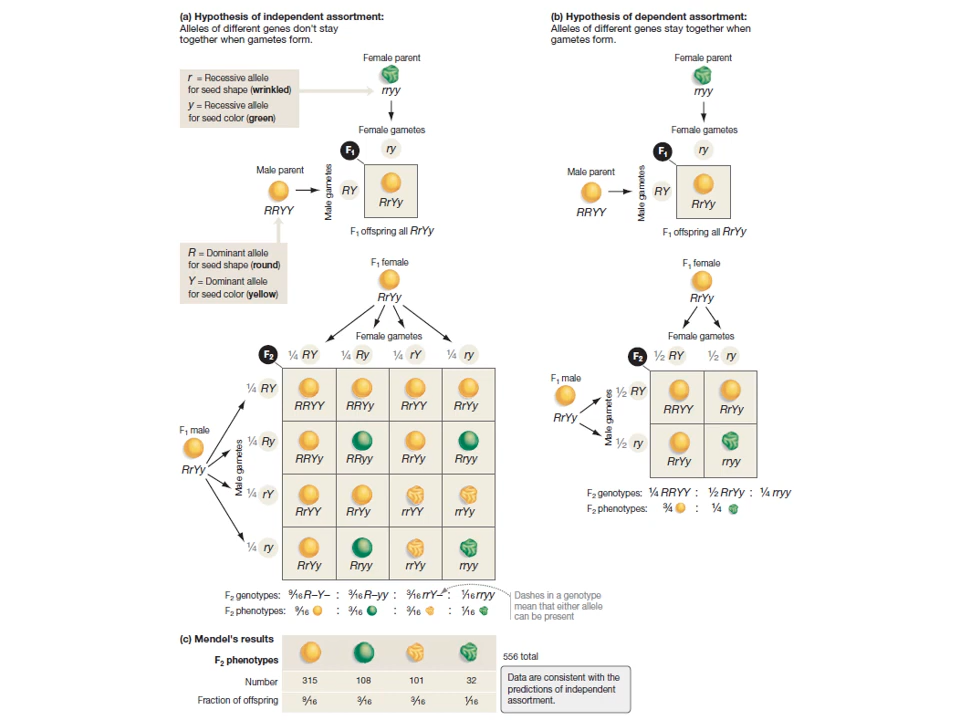 (a) Hypothesis of independent assortment:
Alleles of different genes don't stay
together when gametes form.
Female parent
rryy
r = Recessive allele
for seed shape (wrinkled)
y = Recessive allele
for seed color (green)
Female gametes
F1
ry
Male parent
RRYY
Male gametes
RY
RrYy
F1 offspring all RrYy
R = Dominant allele
for seed shape (round)
Y = Dominant allele
for seed color (yellow)
F1 female
RrYy
Female gametes
F2 ¼ RY ¼ Ry ¼ rY ¼ ry
F1 male
RrYy
Male gametes
¼ RY
RRYY RRYy RrYY RrYy
¼ Ry
RRYy RRyy RrYy Rryy
¼ rY
RrYY RrYy rrYY rrYy
¼ ry
RrYy Rryy rrYy rryy
F2 genotypes: 9/16 R–Y– : 3/16 R–yy : 3/16 rrY– : 1/16 rryy
F2 phenotypes: 9/16 : 3/16 : 3/16 : 1/16
Dashes in a genotype
mean that either allele
can be present
(b) Hypothesis of dependent assortment:
Alleles of different genes stay together when
gametes form.
Female parent
rryy
Female gametes
F1
ry
Male parent
RRYY
Male gametes
RY
RrYy
F1 offspring all RrYy
F1 female
RrYy
Female gametes
F2 ½ RY ½ ry
F1 male
RrYy
Male gametes
½ RY
RRYY RrYy
½ ry
RrYy rryy
F2 genotypes: ¼ RRYY : ½ RrYy : ¼ rryy
F2 phenotypes: ¾ : ¼
(c) Mendel's results
F2 phenotypes
556 total
Number 315 108 101 32
Fraction of offspring 9/16 3/16 3/16 1/16
Data are consistent with the
predictions of independent
assortment.